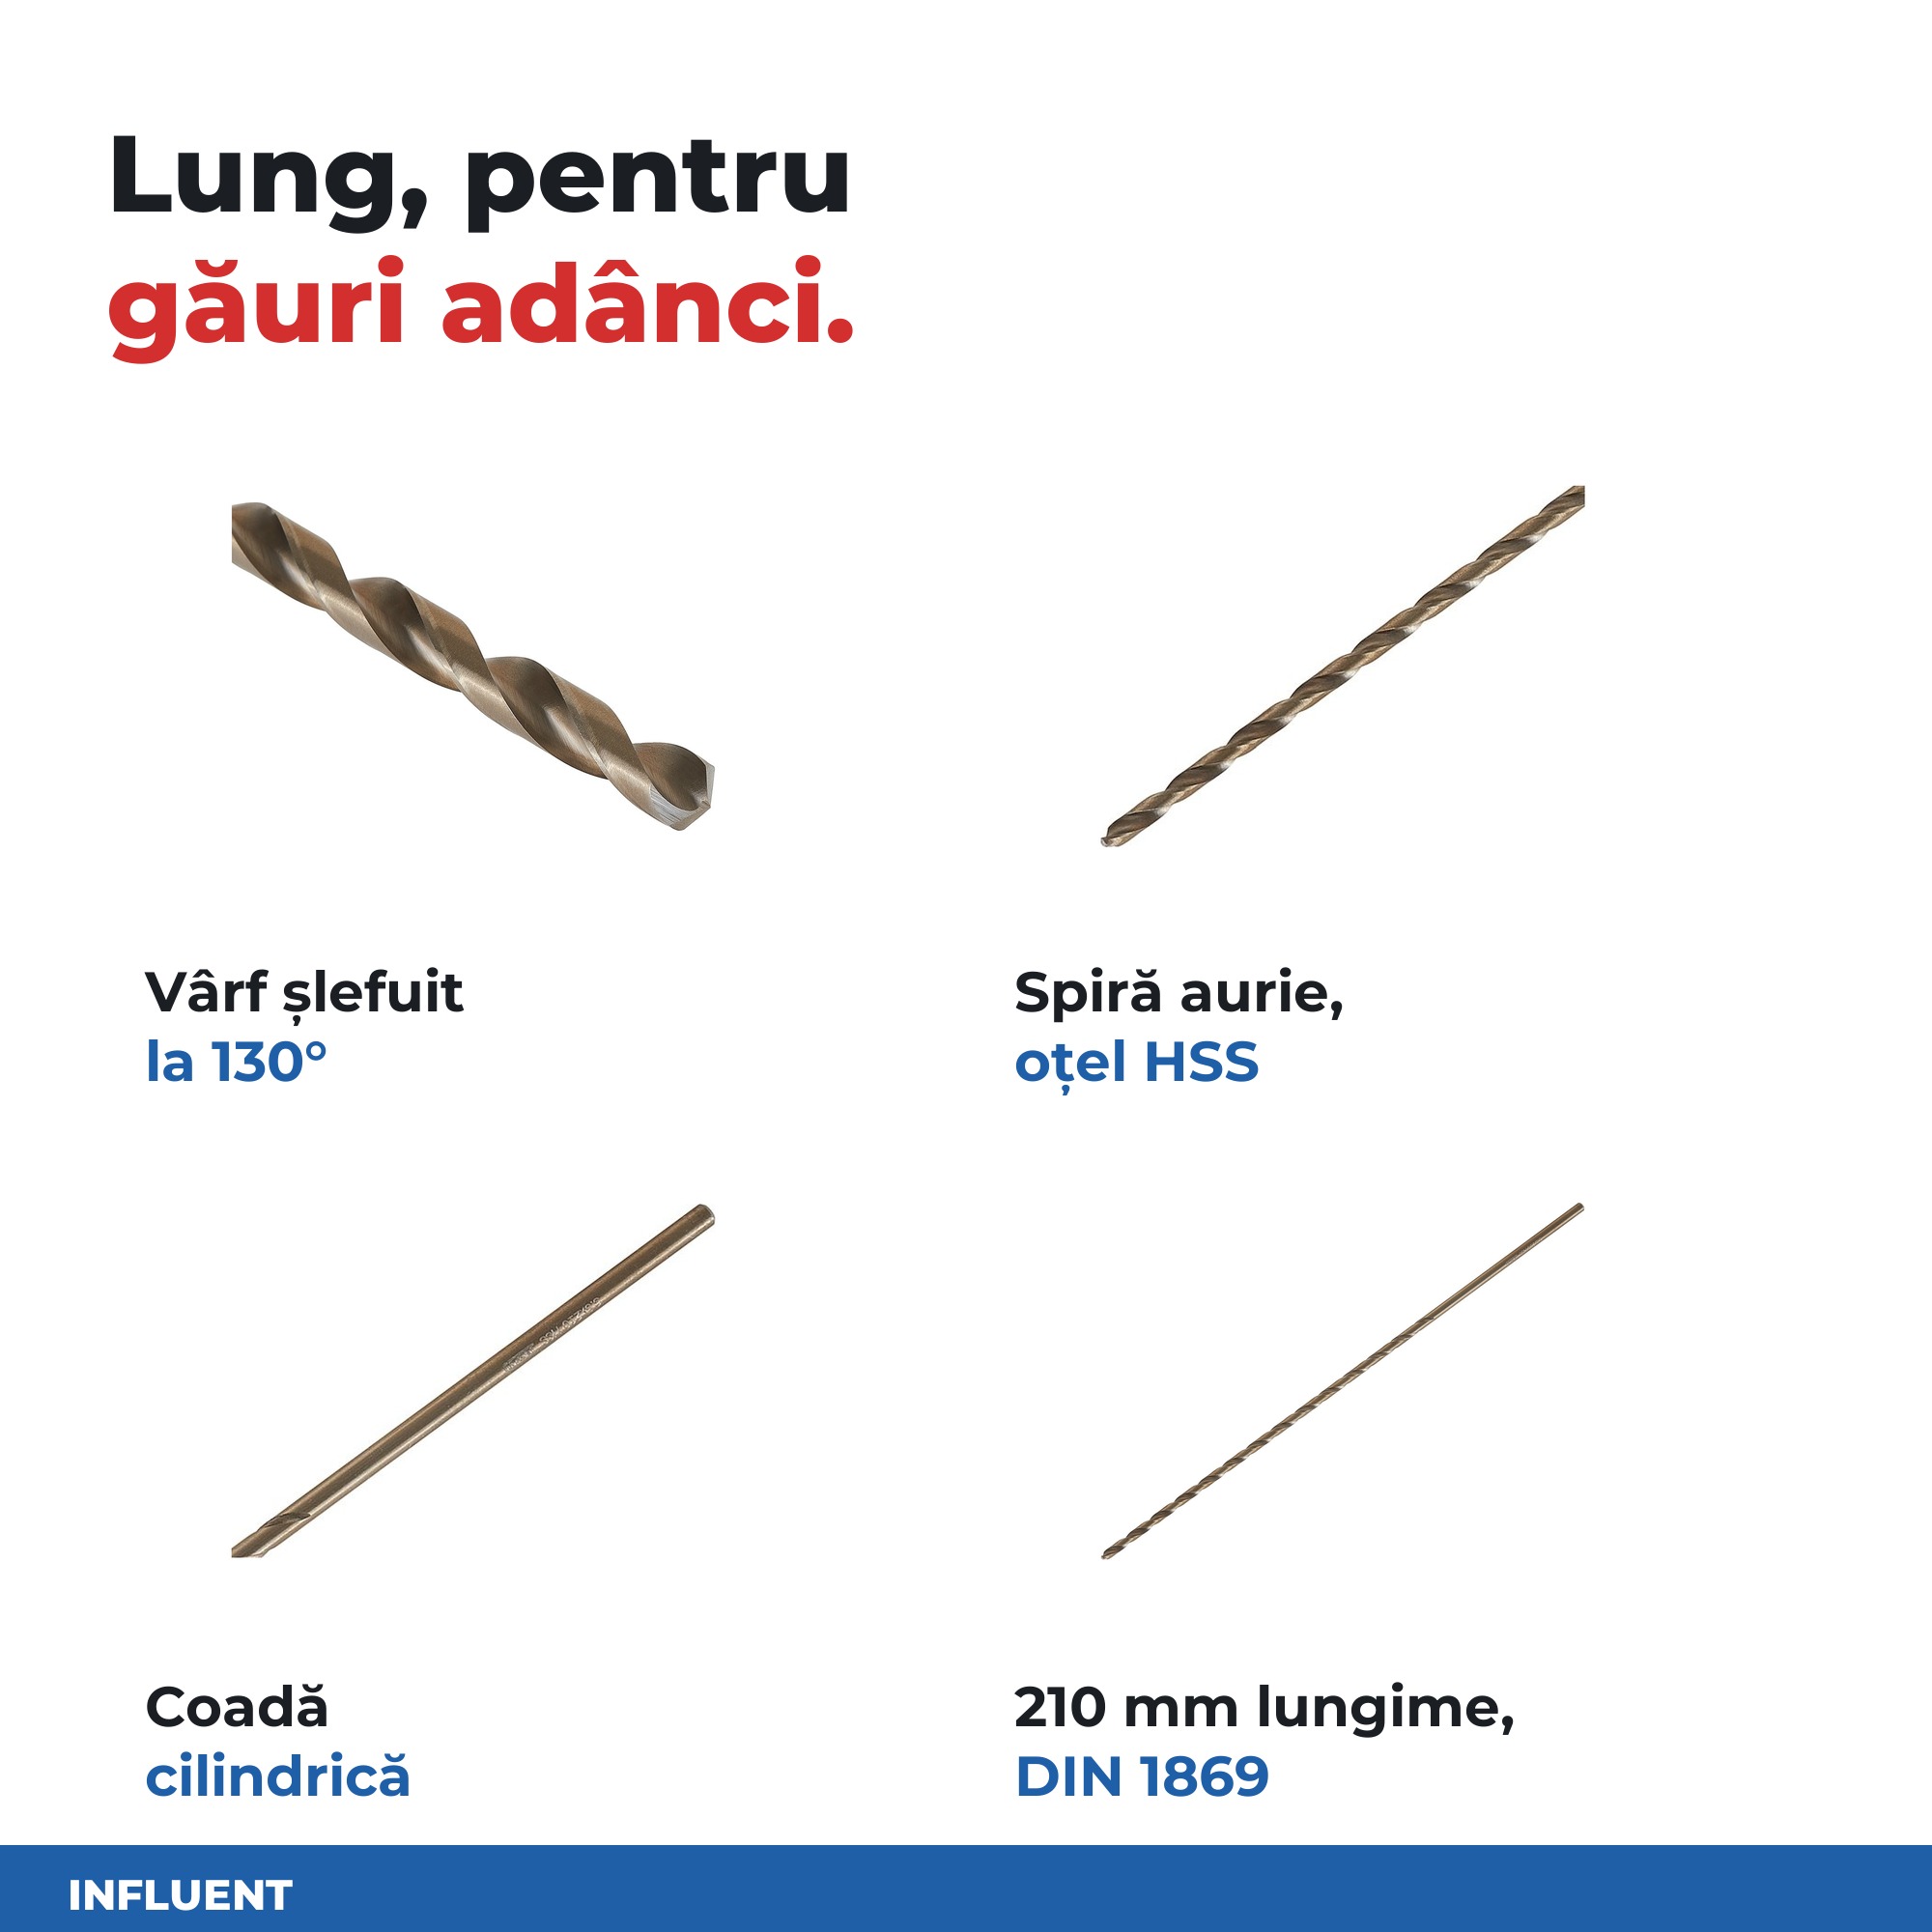 Lung, pentru
găuri adânci.
Vârf șlefuit
la 130°
Spiră aurie,
oțel HSS
Coadă
cilindrică
210 mm lungime,
DIN 1869
INFLUENT